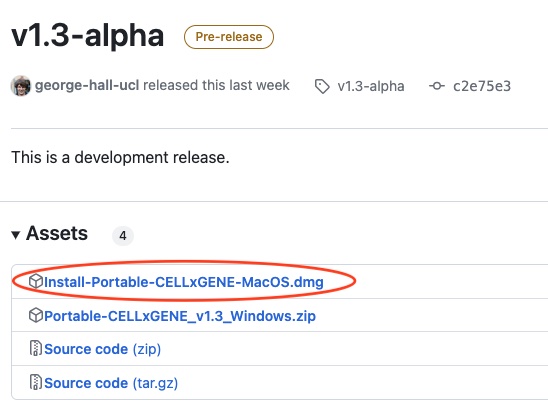 v1.3-alpha Pre-release
george-hall-ucl released this last week v1.3-alpha c2e75e3
This is a development release.
Assets 4
Install-Portable-CELLxGENE-MacOS.dmg
Portable-CELLxGENE_v1.3_Windows.zip
Source code (zip)
Source code (tar.gz)